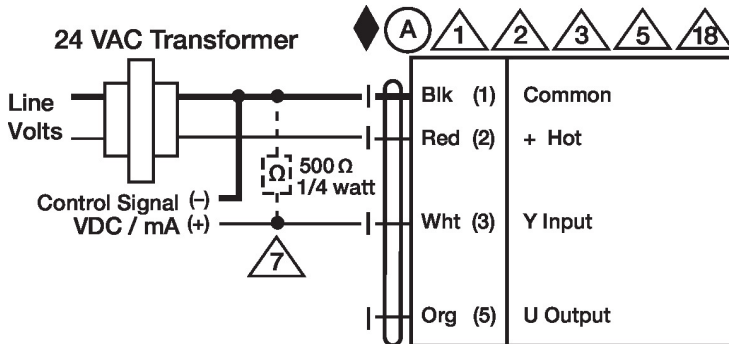 24 VAC Transformer
A 1 2 3 5 18
Line
Volts
Blk (1) Common
Red (2) + Hot
Ω 500 Ω
1/4 watt
Control Signal (–)
VDC / mA (+)
Wht (3) Y Input
7
Org (5) U Output